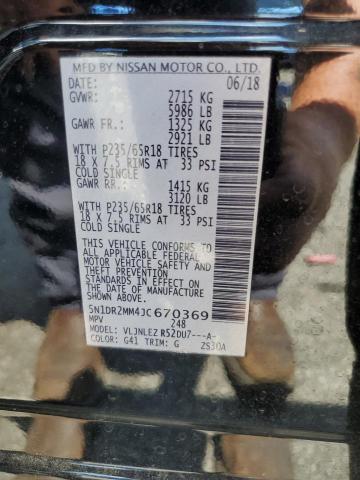 MFD BY NISSAN MOTOR CO., LTD.
DATE: 06/18
GVWR: 2715 KG
5986 LB
GAWR FR.: 1325 KG
2921 LB
WITH P235/65R18 TIRES
18 X 7.5 RIMS AT 33 PSI
COLD SINGLE
GAWR RR.: 1415 KG
3120 LB
WITH P235/65R18 TIRES
18 X 7.5 RIMS AT 33 PSI
COLD SINGLE
THIS VEHICLE CONFORMS TO
ALL APPLICABLE FEDERAL
MOTOR VEHICLE SAFETY
STANDARDS IN EFFECT ON
THE DATE OF MANUFACTURE
SHOWN ABOVE.
5N1DR2MM4JC670369
MPV 248
MODEL: VLJNLEZ R52DU7---A-
COLOR: G41 TRIM: G ZS30A